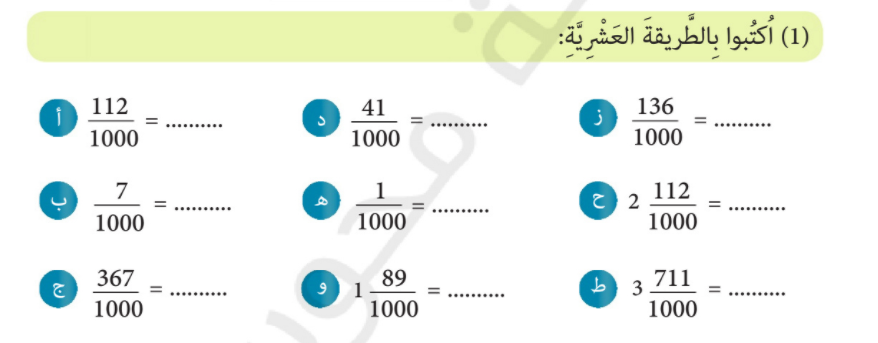 (1) اُكتُبوا بِالطَّريقةَ العَشْرِيَّةِ:
أ 112/1000 = ..........
د 41/1000 = ..........
ز 136/1000 = ..........
ب 7/1000 = ..........
ه 1/1000 = ..........
ح 2 112/1000 = ..........
ج 367/1000 = ..........
و 1 89/1000 = ..........
ط 3 711/1000 = ..........